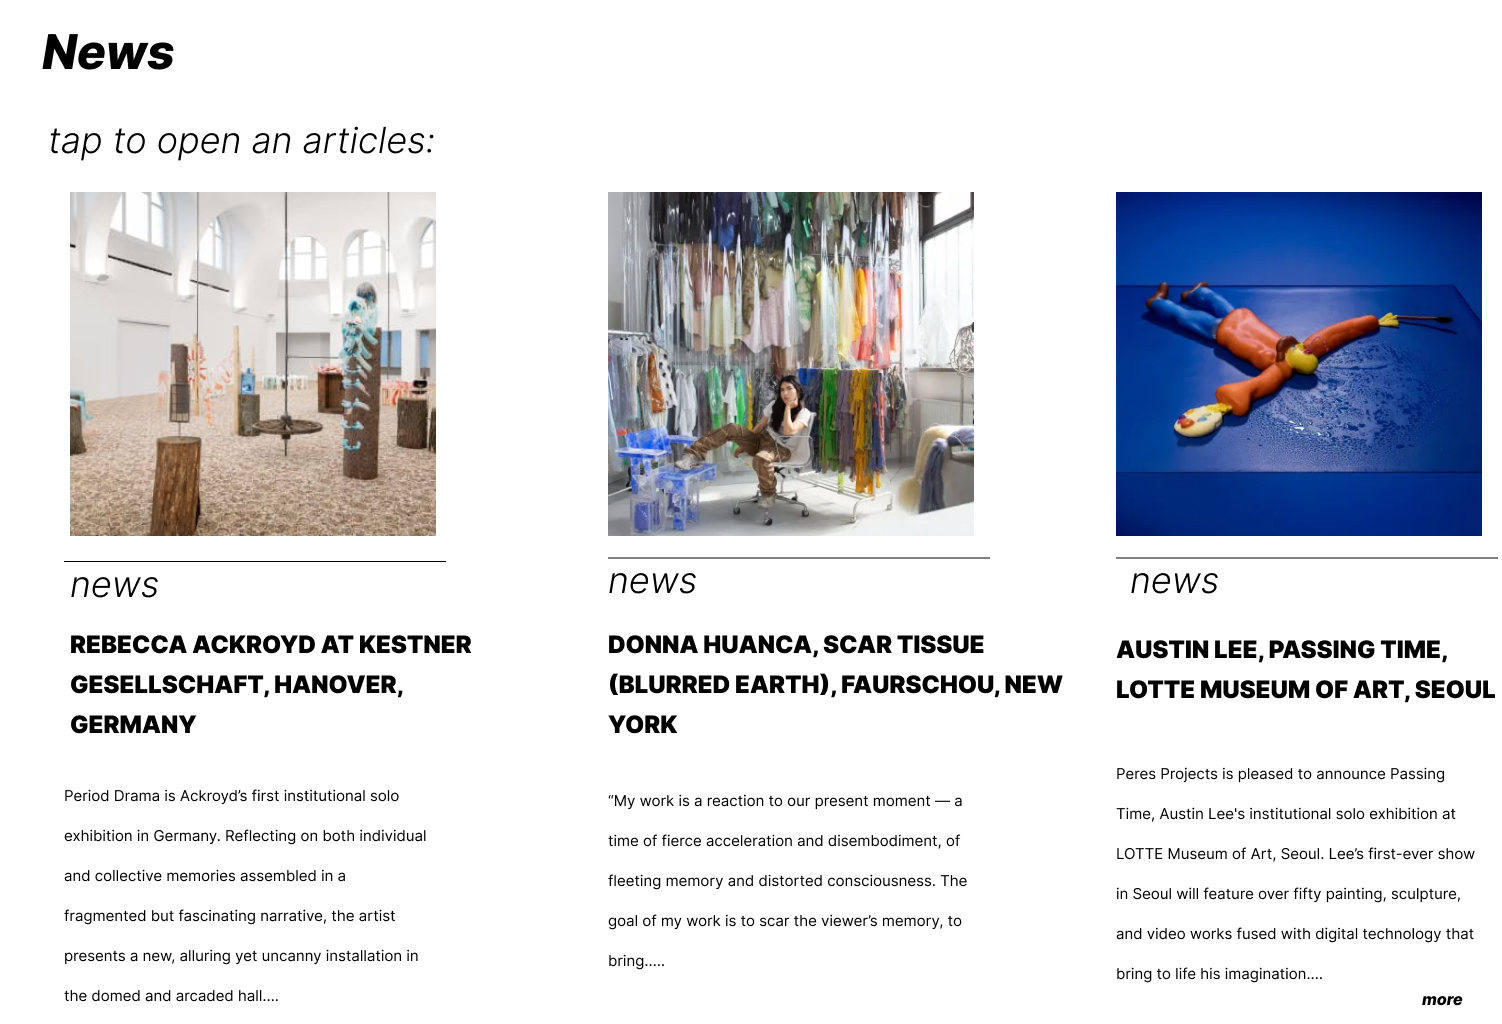 News
tap to open an articles:
news
REBECCA ACKROYD AT KESTNER
GESELLSCHAFT, HANOVER,
GERMANY
Period Drama is Ackroyd’s first institutional solo
exhibition in Germany. Reflecting on both individual
and collective memories assembled in a
fragmented but fascinating narrative, the artist
presents a new, alluring yet uncanny installation in
the domed and arcaded hall....
news
DONNA HUANCA, SCAR TISSUE
(BLURRED EARTH), FAURSCHOU, NEW
YORK
“My work is a reaction to our present moment — a
time of fierce acceleration and disembodiment, of
fleeting memory and distorted consciousness. The
goal of my work is to scar the viewer’s memory, to
bring.....
news
AUSTIN LEE, PASSING TIME,
LOTTE MUSEUM OF ART, SEOUL
Peres Projects is pleased to announce Passing
Time, Austin Lee's institutional solo exhibition at
LOTTE Museum of Art, Seoul. Lee’s first-ever show
in Seoul will feature over fifty painting, sculpture,
and video works fused with digital technology that
bring to life his imagination....
more